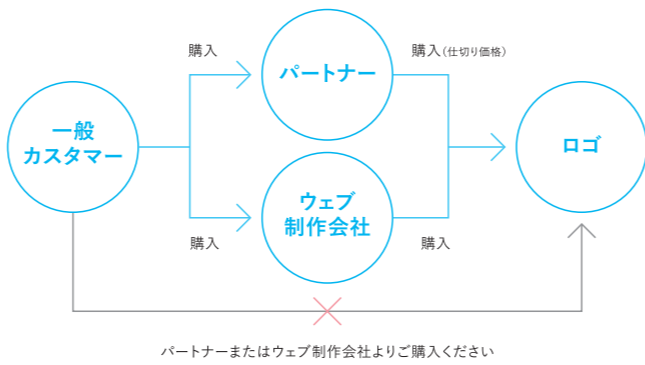 購入
パートナー
購入(仕切り価格)
一般
カスタマー
ロゴ
ウェブ
制作会社
購入
購入
パートナーまたはウェブ制作会社よりご購入ください